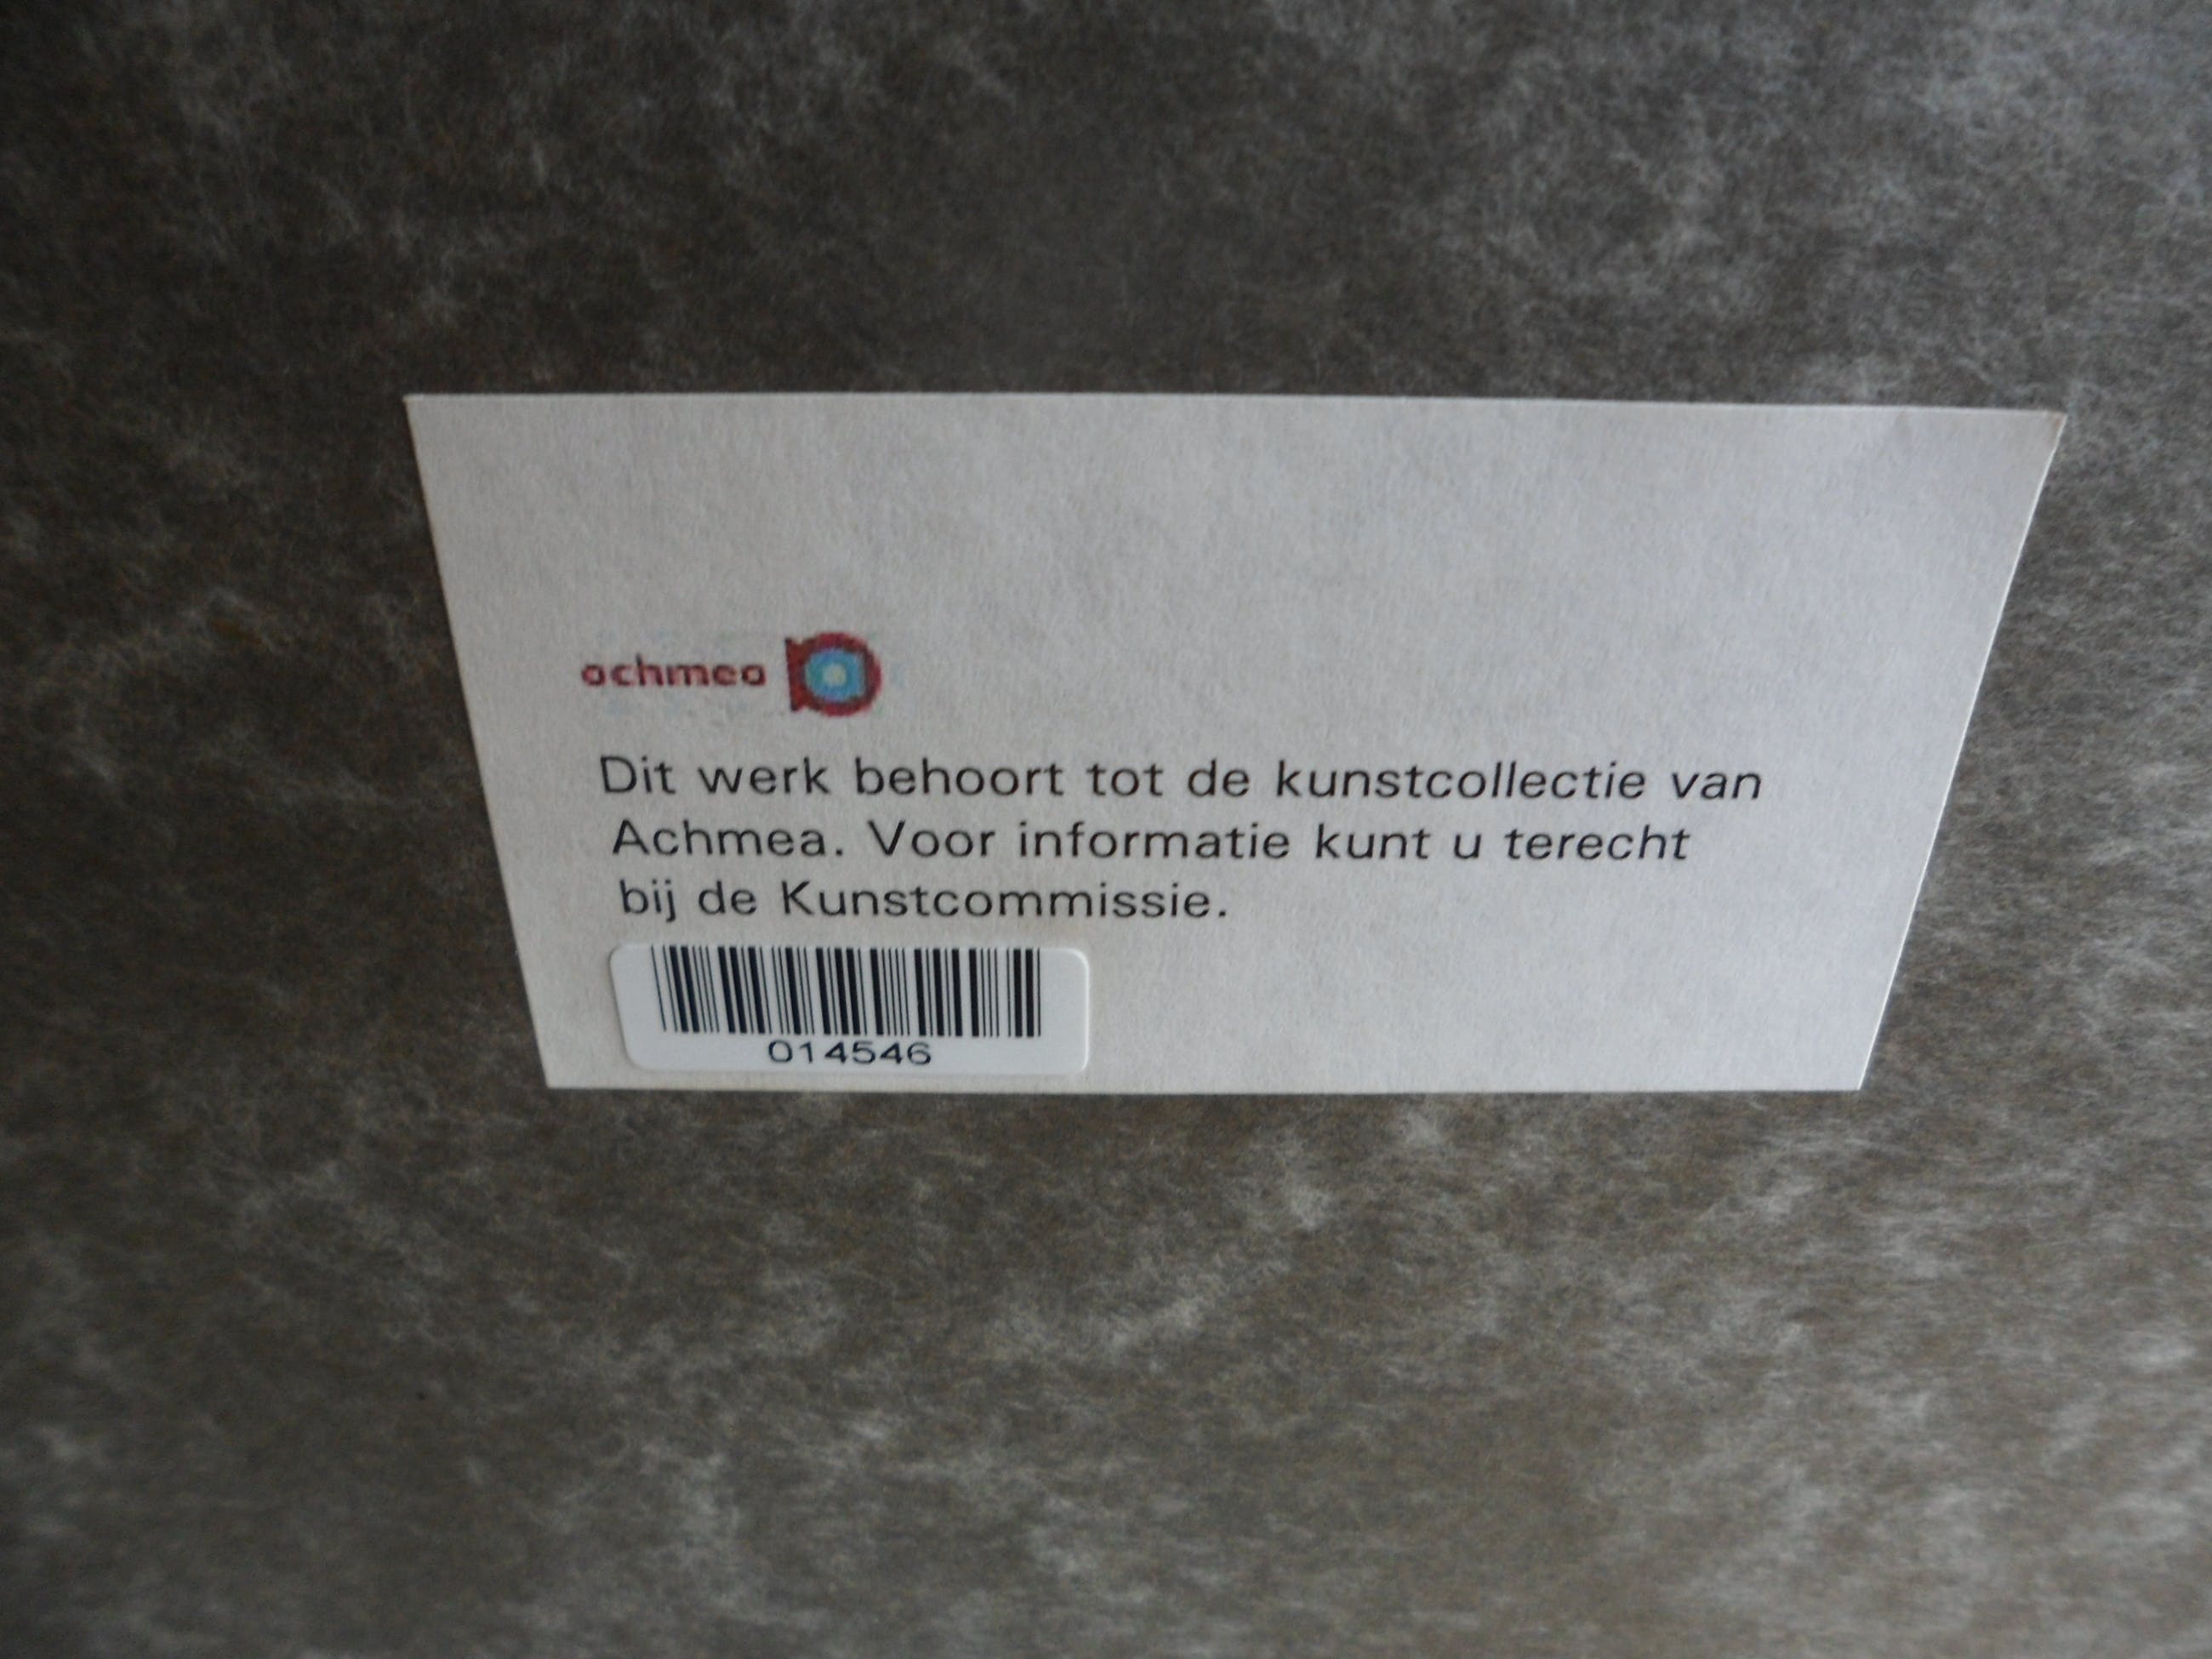 achmea
Dit werk behoort tot de kunstcollectie van
Achmea. Voor informatie kunt u terecht
bij de Kunstcommissie.
014546